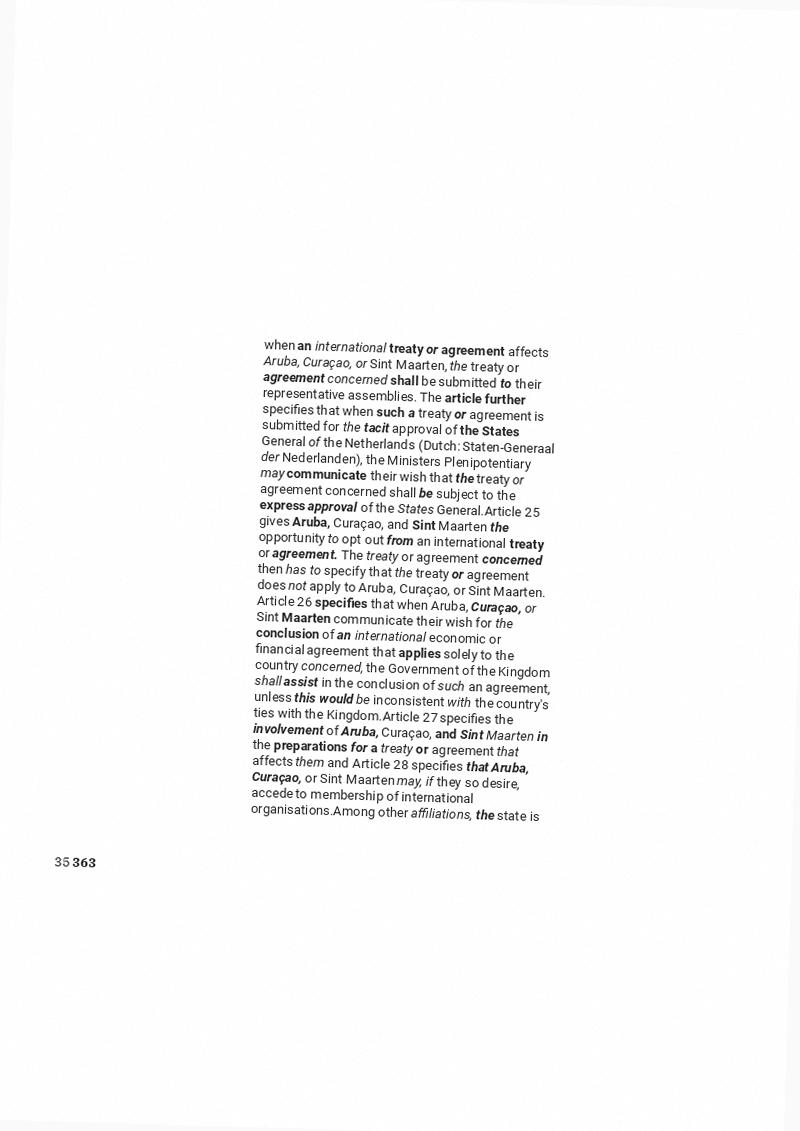 when an international treaty or agreement affects
Aruba, Curaçao, or Sint Maarten, the treaty or
agreement concerned shall be submitted to their
representative assemblies. The article further
specifies that when such a treaty or agreement is
submitted for the tacit approval of the States
General of the Netherlands (Dutch: Staten-Generaal
der Nederlanden), the Ministers Plenipotentiary
may communicate their wish that the treaty or
agreement concerned shall be subject to the
express approval of the States General.Article 25
gives Aruba, Curaçao, and Sint Maarten the
opportunity to opt out from an international treaty
or agreement. The treaty or agreement concerned
then has to specify that the treaty or agreement
does not apply to Aruba, Curaçao, or Sint Maarten.
Article 26 specifies that when Aruba, Curaçao, or
Sint Maarten communicate their wish for the
conclusion of an international economic or
financial agreement that applies solely to the
country concerned, the Government of the Kingdom
shall assist in the conclusion of such an agreement,
unless this would be inconsistent with the country's
ties with the Kingdom.Article 27 specifies the
involvement of Aruba, Curaçao, and Sint Maarten in
the preparations for a treaty or agreement that
affects them and Article 28 specifies that Aruba,
Curaçao, or Sint Maarten may, if they so desire,
accede to membership of international
organisations.Among other affiliations, the state is
35 363